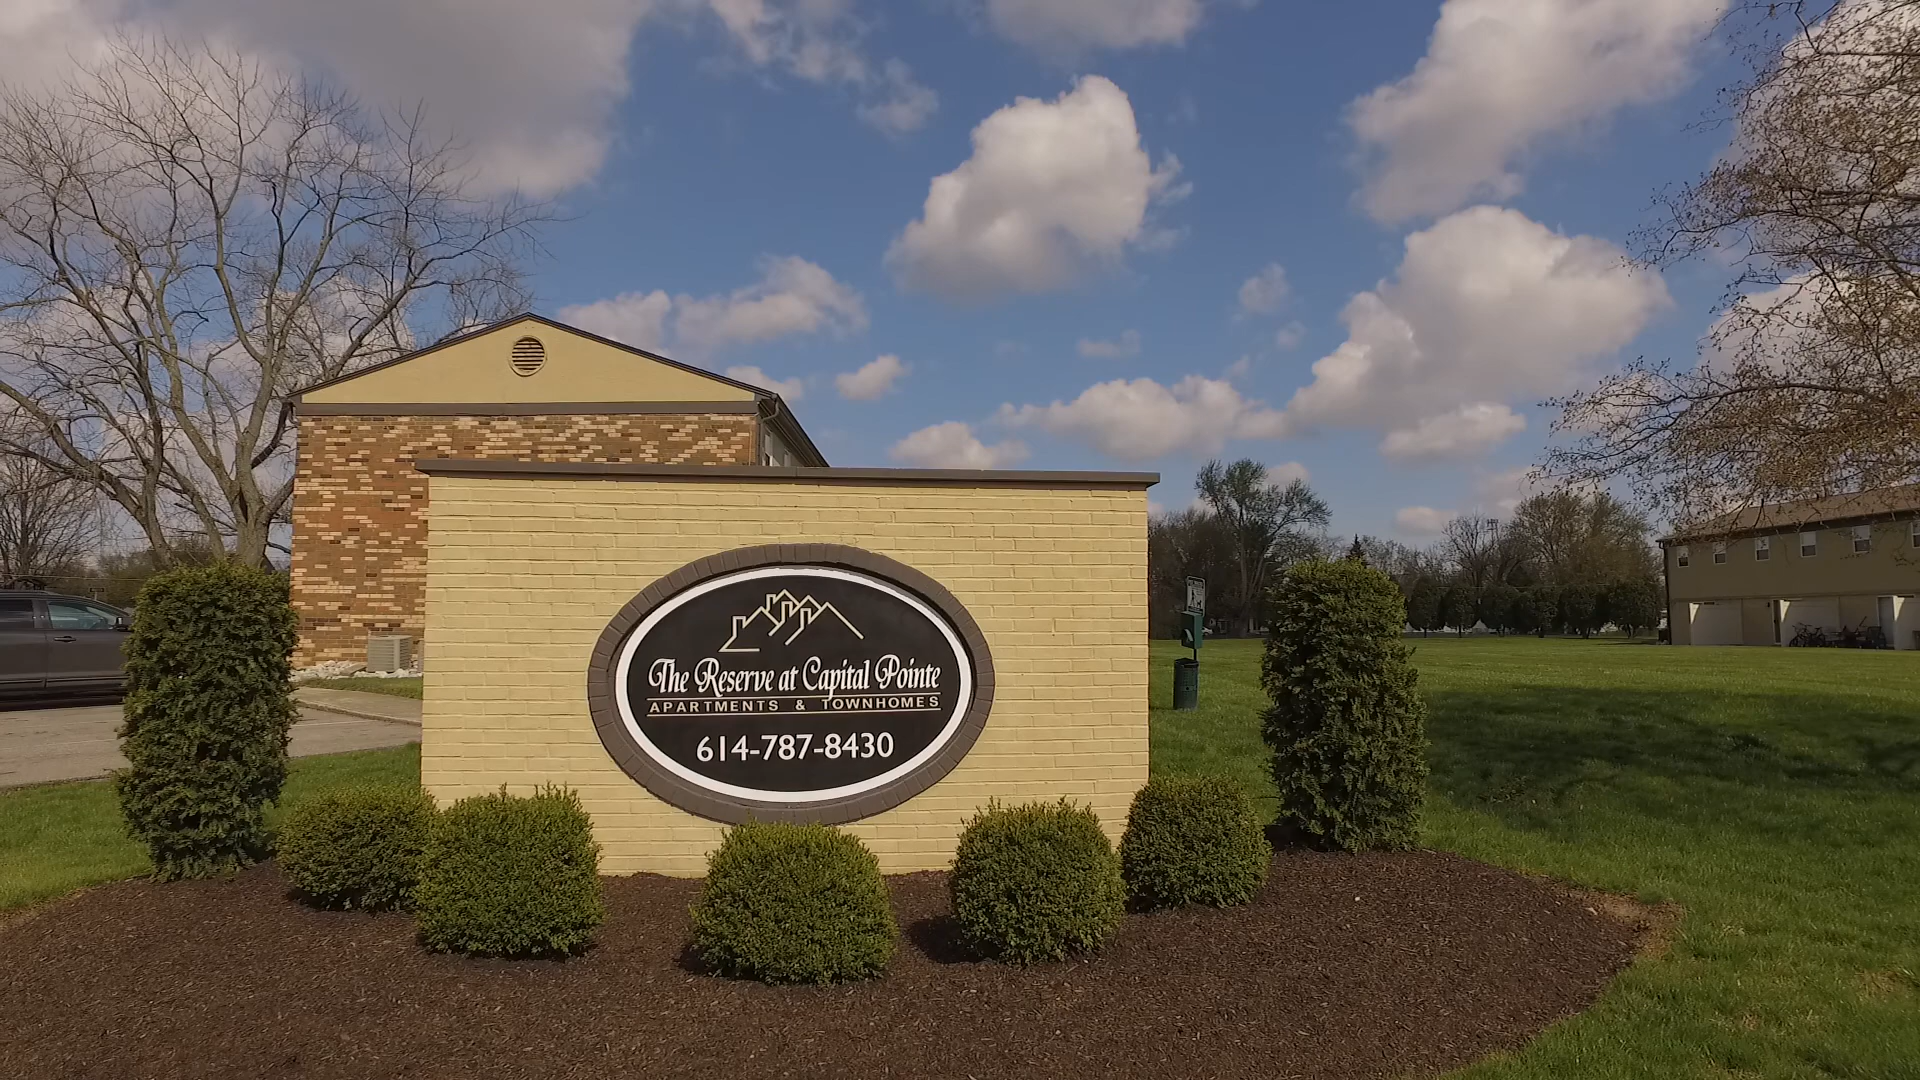 The Reserve at Capital Pointe
APARTMENTS & TOWNHOMES
614-787-8430